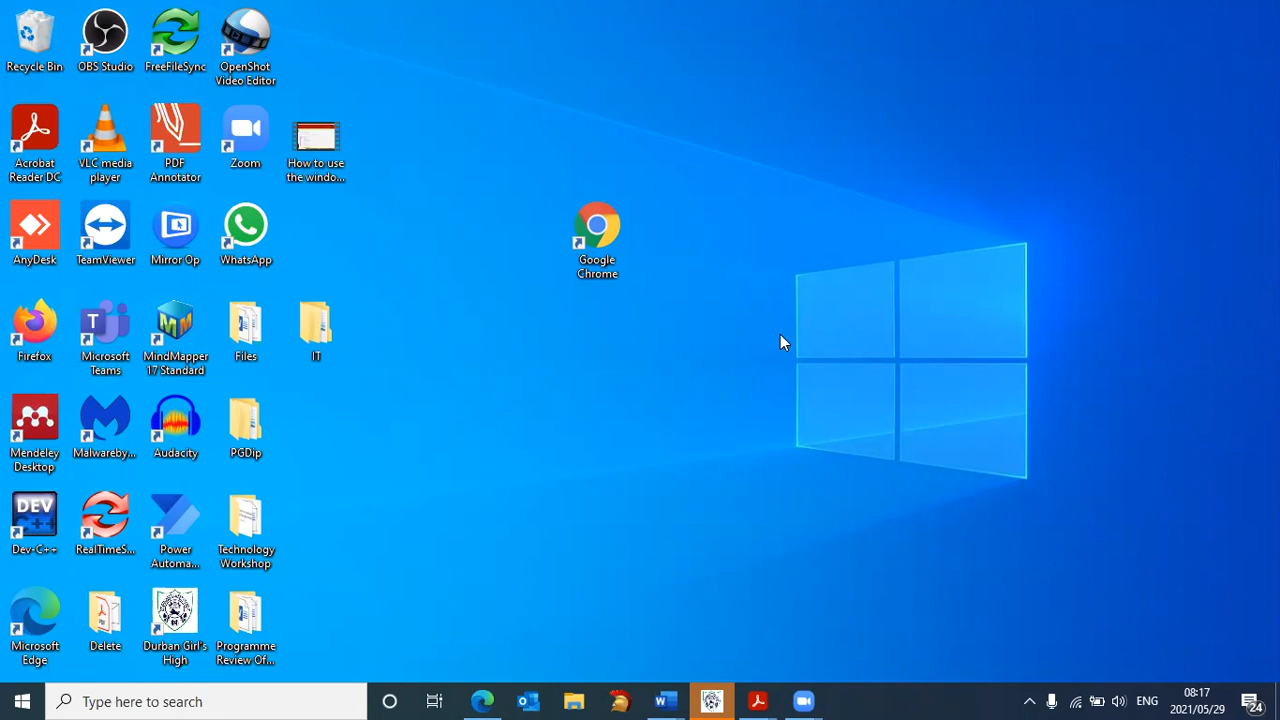 Recycle Bin
OBS Studio
FreeFileSync
OpenShot
Video Editor
Acrobat
Reader DC
VLC media
player
PDF
Annotator
Zoom
How to use
the windo...
AnyDesk
TeamViewer
Mirror Op
WhatsApp
Google
Chrome
Firefox
Microsoft
Teams
MindMapper
17 Standard
Files
IT
Mendeley
Desktop
Malwareby...
Audacity
PGDip
DEV
C++
Dev-C++
RealTimeS...
Power
Automa...
Technology
Workshop
Microsoft
Edge
Delete
Durban Girl's
High
Programme
Review Of...
Type here to search
ENG
08:17
2021/05/29
24